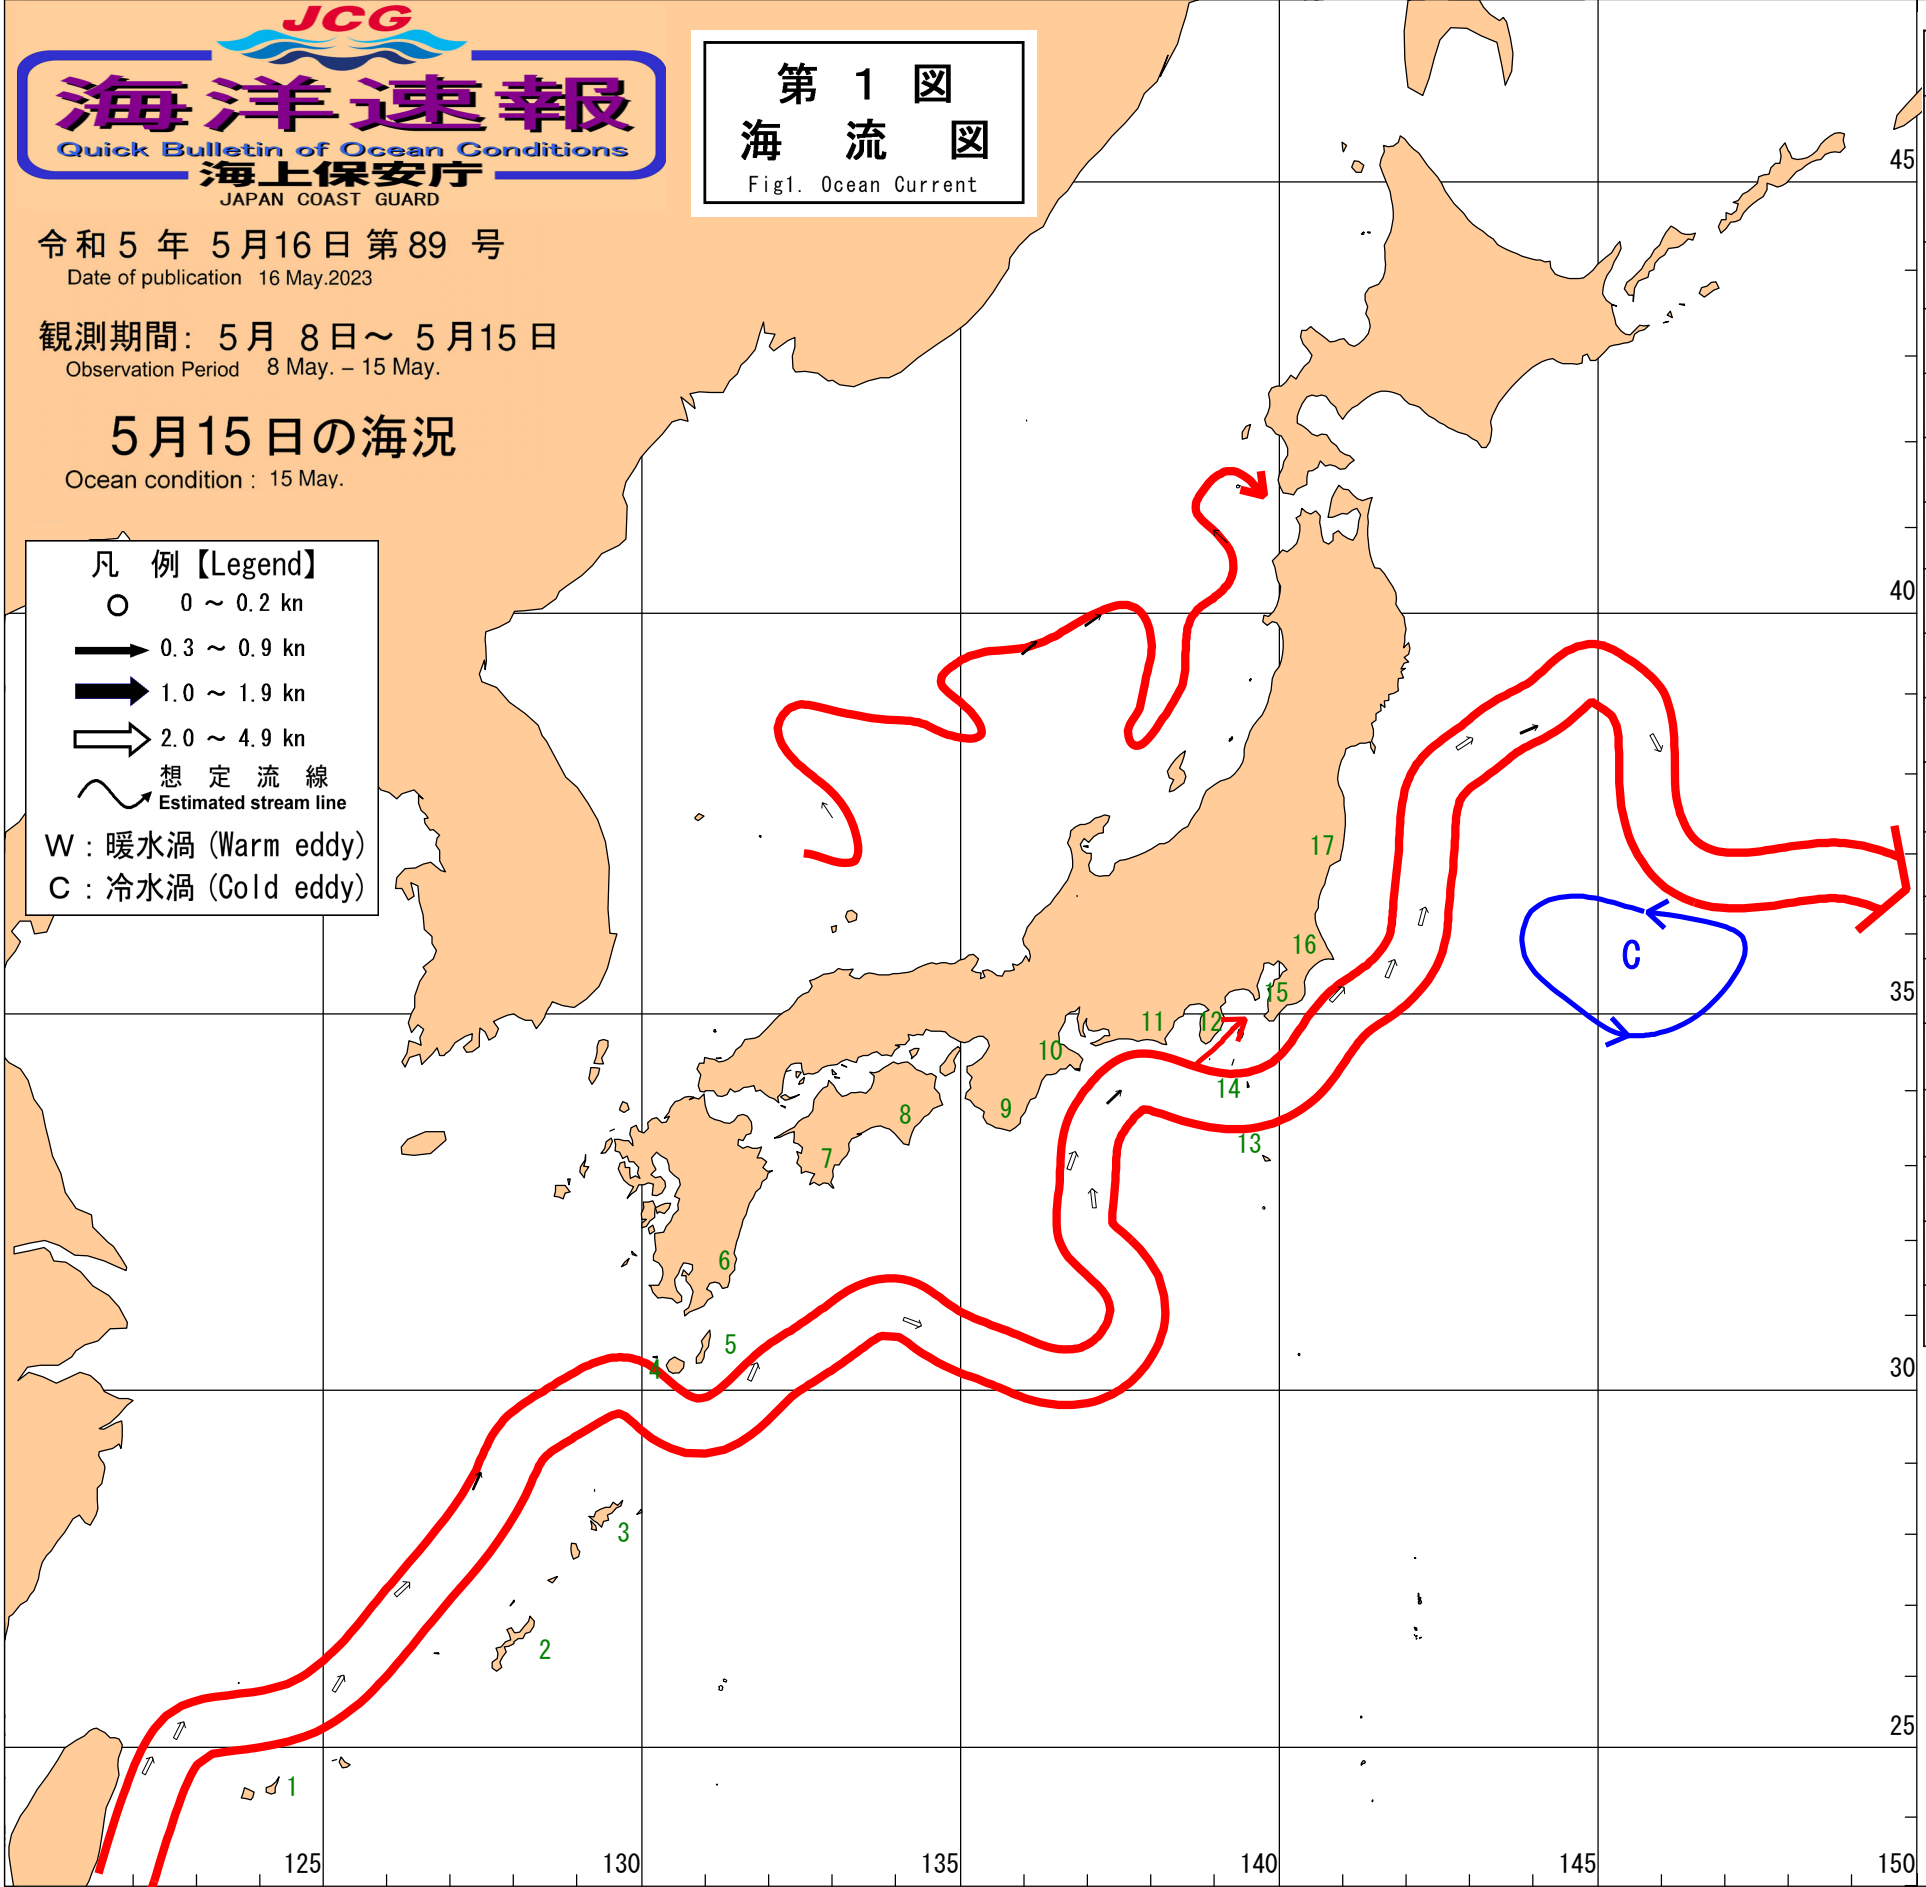 JCG
海洋速報
Quick Bulletin of Ocean Conditions
海上保安庁
JAPAN COAST GUARD
令和5年 5月16日 第89号
Date of publication 16 May.2023
観測期間: 5月 8日～ 5月15日
Observation Period 8 May. – 15 May.
5月15日の海況
Ocean condition : 15 May.
第 1 図
海 流 図
Fig1. Ocean Current
凡 例【Legend】
0 ～ 0.2 kn
0.3 ～ 0.9 kn
1.0 ～ 1.9 kn
2.0 ～ 4.9 kn
想 定 流 線
Estimated stream line
W : 暖水渦 (Warm eddy)
C : 冷水渦 (Cold eddy)
45
40
17
16
C
35
15
12
11
10
14
9
8
13
7
6
5
4
30
3
2
25
1
125
130
135
140
145
150